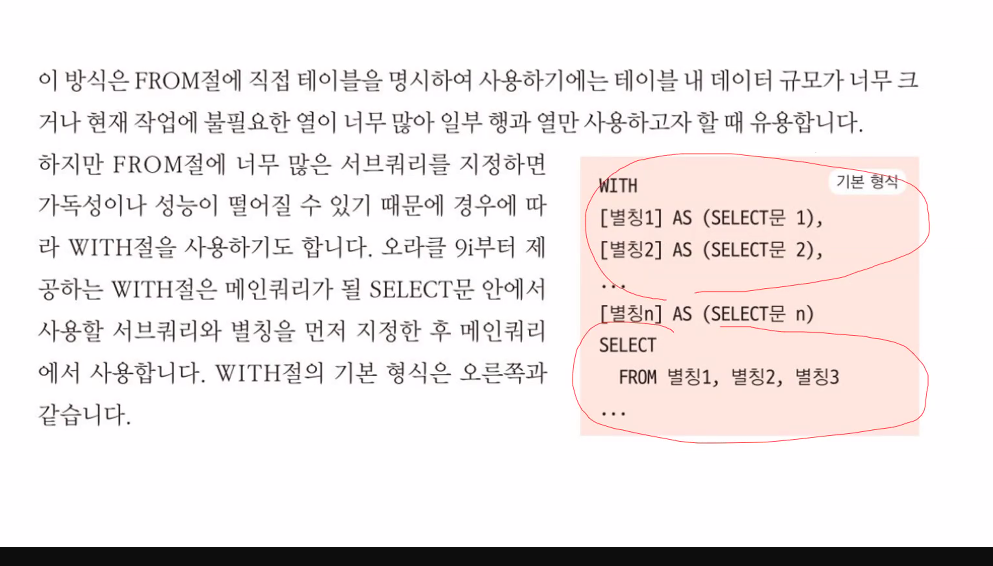 이 방식은 FROM절에 직접 테이블을 명시하여 사용하기에는 테이블 내 데이터 규모가 너무 크
거나 현재 작업에 불필요한 열이 너무 많아 일부 행과 열만 사용하고자 할 때 유용합니다.
하지만 FROM절에 너무 많은 서브쿼리를 지정하면
가독성이나 성능이 떨어질 수 있기 때문에 경우에 따
라 WITH절을 사용하기도 합니다. 오라클 9i부터 제
공하는 WITH절은 메인쿼리가 될 SELECT문 안에서
사용할 서브쿼리와 별칭을 먼저 지정한 후 메인쿼리
에서 사용합니다. WITH절의 기본 형식은 오른쪽과
같습니다.
기본 형식
WITH
[별칭1] AS (SELECT문 1),
[별칭2] AS (SELECT문 2),
...
[별칭n] AS (SELECT문 n)
SELECT
FROM 별칭1, 별칭2, 별칭3
...